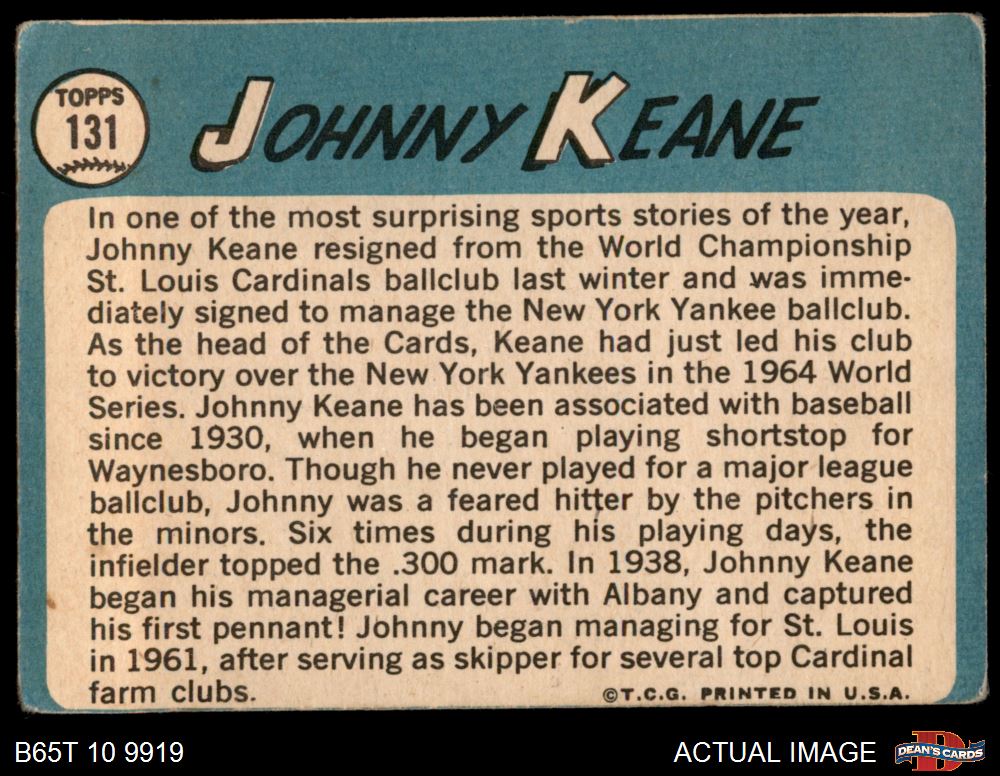 TOPPS
131
JOHNNY KEANE
In one of the most surprising sports stories of the year,
Johnny Keane resigned from the World Championship
St. Louis Cardinals ballclub last winter and was imme-
diately signed to manage the New York Yankee ballclub.
As the head of the Cards, Keane had just led his club
to victory over the New York Yankees in the 1964 World
Series. Johnny Keane has been associated with baseball
since 1930, when he began playing shortstop for
Waynesboro. Though he never played for a major league
ballclub, Johnny was a feared hitter by the pitchers in
the minors. Six times during his playing days, the
infielder topped the .300 mark. In 1938, Johnny Keane
began his managerial career with Albany and captured
his first pennant! Johnny began managing for St. Louis
in 1961, after serving as skipper for several top Cardinal
farm clubs.
©T.C.G. PRINTED IN U.S.A.
B65T 10 9919
ACTUAL IMAGE
D
DEAN'S CARDS